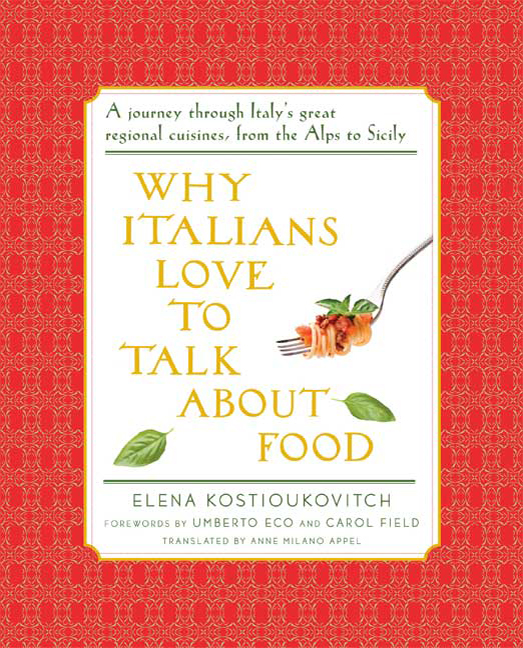 A journey through Italy's great
regional cuisines, from the Alps to Sicily
WHY
ITALIANS
LOVE
TO
TALK
ABOUT
FOOD
ELENA KOSTIOUKOVITCH
FOREWORDS BY UMBERTO ECO AND CAROL FIELD
TRANSLATED BY ANNE MILANO APPEL